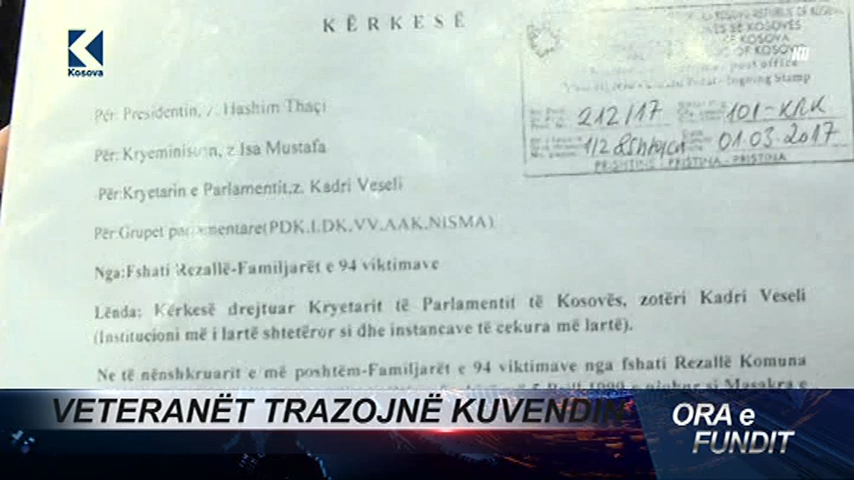 KËRKESË
Kosova
Për: Presidentin, z. Hashim Thaçi
Për: Kryeministrin, z. Isa Mustafa
Për: Kryetarin e Parlamentit, z. Kadri Veseli
Për: Grupet parlamentare (PDK, LDK, VV, AAK, NISMA)
Nga: Fshati Rezallë-Familjarët e 94 viktimave
Lënda: Kërkesë drejtuar Kryetarit të Parlamentit të Kosovës, zotëri Kadri Veseli
(Institucioni më i lartë shtetëror si dhe instancave të cekura më lartë).
Ne të nënshkruarit e më poshtëm-Familjarët e 94 viktimave nga fshati Rezallë Komuna
212/17
101-KRK
1/2
01.03.2017
PRISHTINË - PRISTINA - PRISTINA
VETERANËT TRAZOJNË KUVENDIN
ORA e
FUNDIT